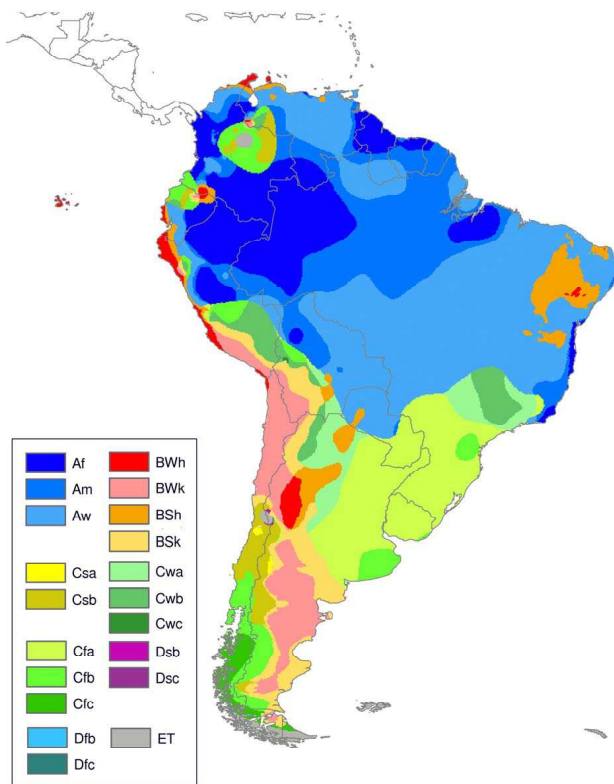 Af BWh
Am BWk
Aw BSh
BSk
Csa Cwa
Csb Cwb
Cwc
Cfa Dsb
Cfb Dsc
Cfc
Dfb ET
Dfc